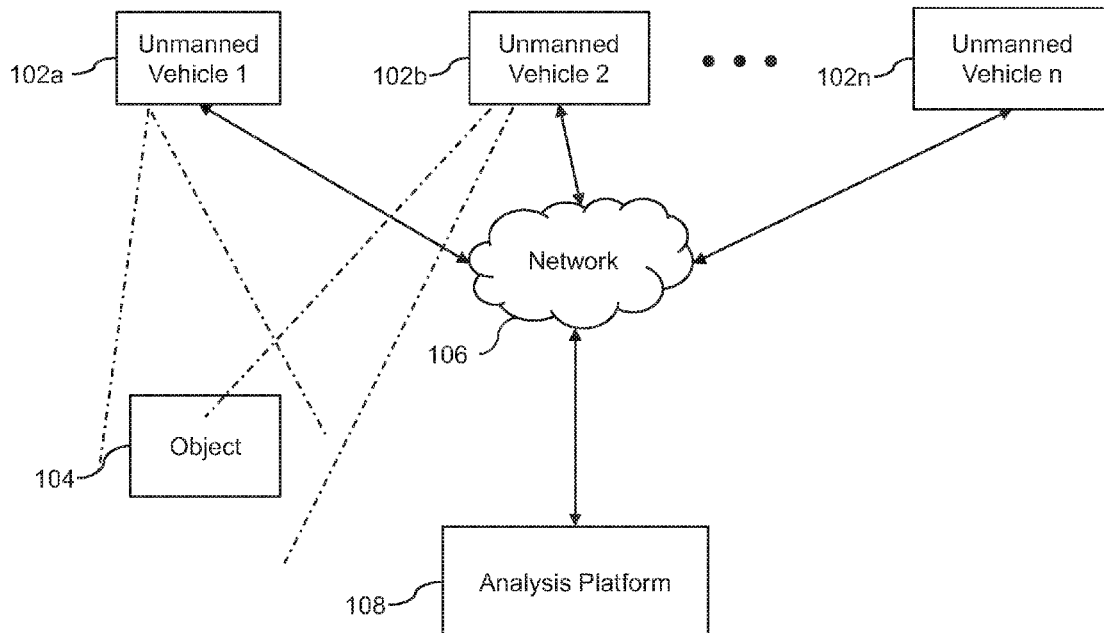 Unmanned
Vehicle 1
102a
Unmanned
Vehicle 2
102b
Unmanned
Vehicle n
102n
Network
106
Object
104
Analysis Platform
108